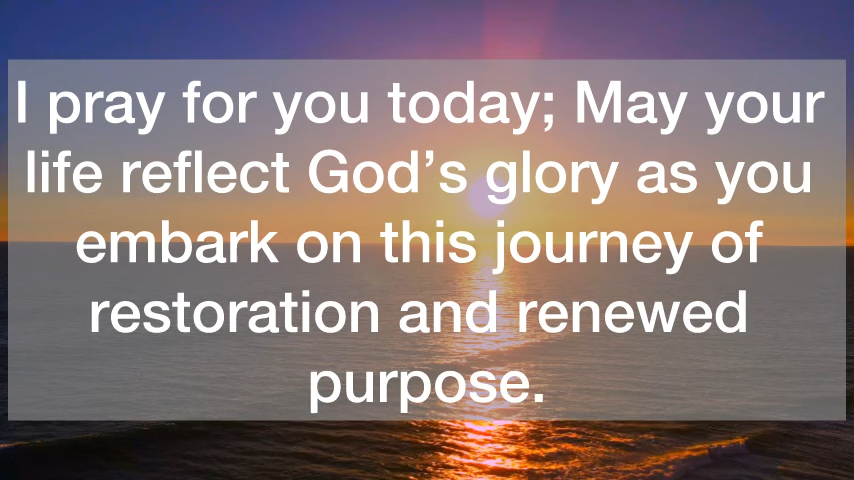 I pray for you today; May your
life reflect God’s glory as you
embark on this journey of
restoration and renewed
purpose.